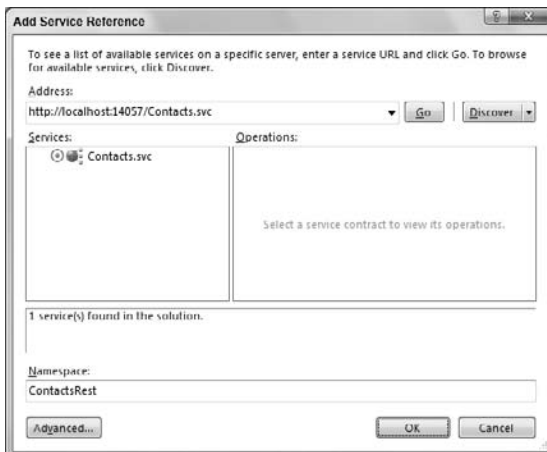 Add Service Reference
To see a list of available services on a specific server, enter a service URL and click Go. To browse
for available services, click Discover.
Address:
http://localhost:14057/Contacts.svc
Go
Discover
Services:
Operations:
Contacts.svc
Select a service contract to view its operations.
1 service(s) found in the solution.
Namespace:
ContactsRest
Advanced...
OK
Cancel